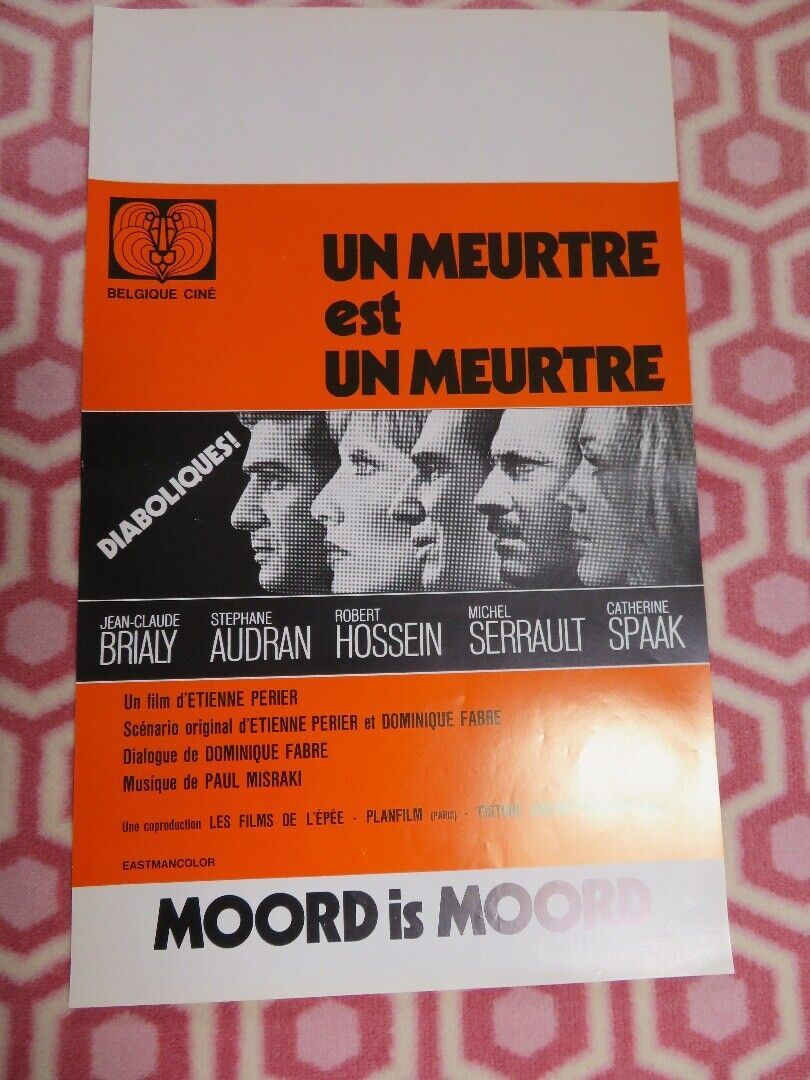 BELGIQUE CINÉ
UN MEURTRE
est
UN MEURTRE
DIABOLIQUES!
JEAN-CLAUDE
BRIALY
STEPHANE
AUDRAN
ROBERT
HOSSEIN
MICHEL
SERRAULT
CATHERINE
SPAAK
Un film d'ETIENNE PERIER
Scénario original d'ETIENNE PERIER et DOMINIQUE FABRE
Dialogue de DOMINIQUE FABRE
Musique de PAUL MISRAKI
Une coproduction LES FILMS DE L'ÉPÉE - PLANFILM (PARIS) -
EASTMANCOLOR
MOORD is MOORD